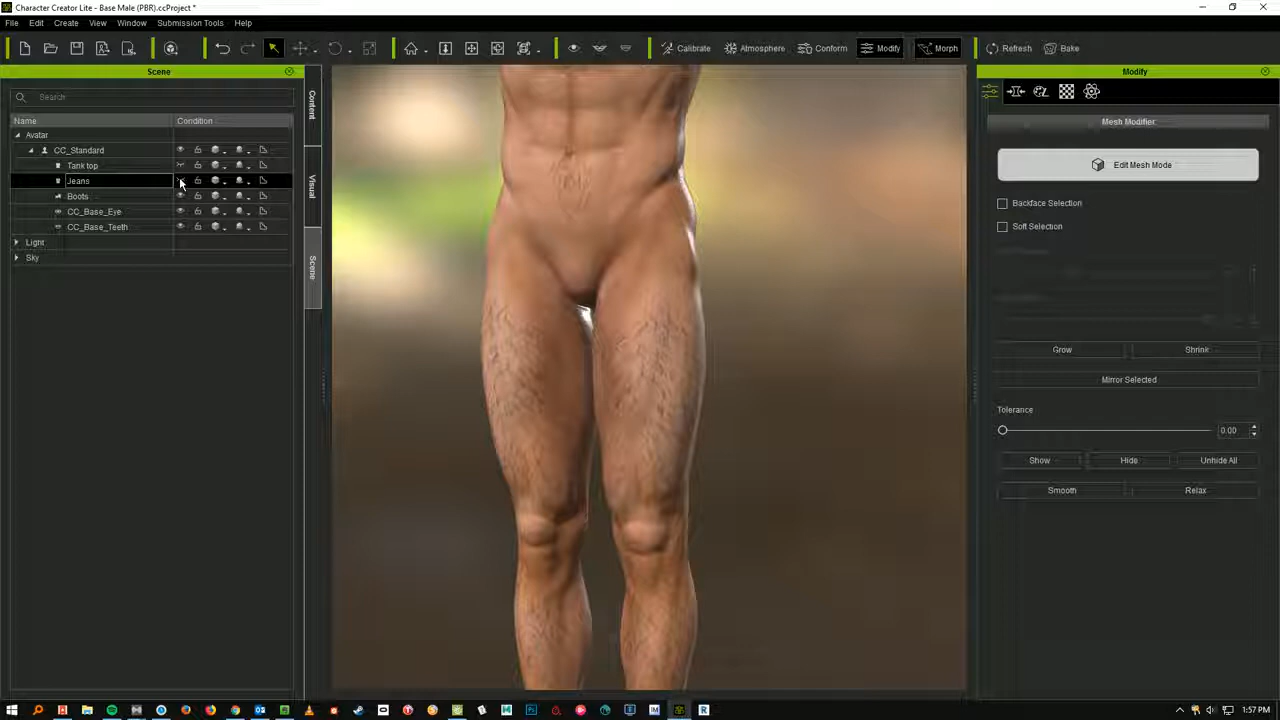 Character Creator Lite - Base Male (PBR).ccProject *
File Edit Create View Window Submission Tools Help
Calibrate Atmosphere Conform Modify Morph Refresh Bake
Scene
Search
Name Condition
Avatar
CC_Standard
Tank top
Jeans
Boots
CC_Base_Eye
CC_Base_Teeth
Light
Sky
Content
Visual
Scene
Modify
Mesh Modifier
Edit Mesh Mode
Backface Selection
Soft Selection
Grow Shrink
Mirror Selected
Tolerance
0.00
Show Hide Unhide All
Smooth Relax
1:57 PM